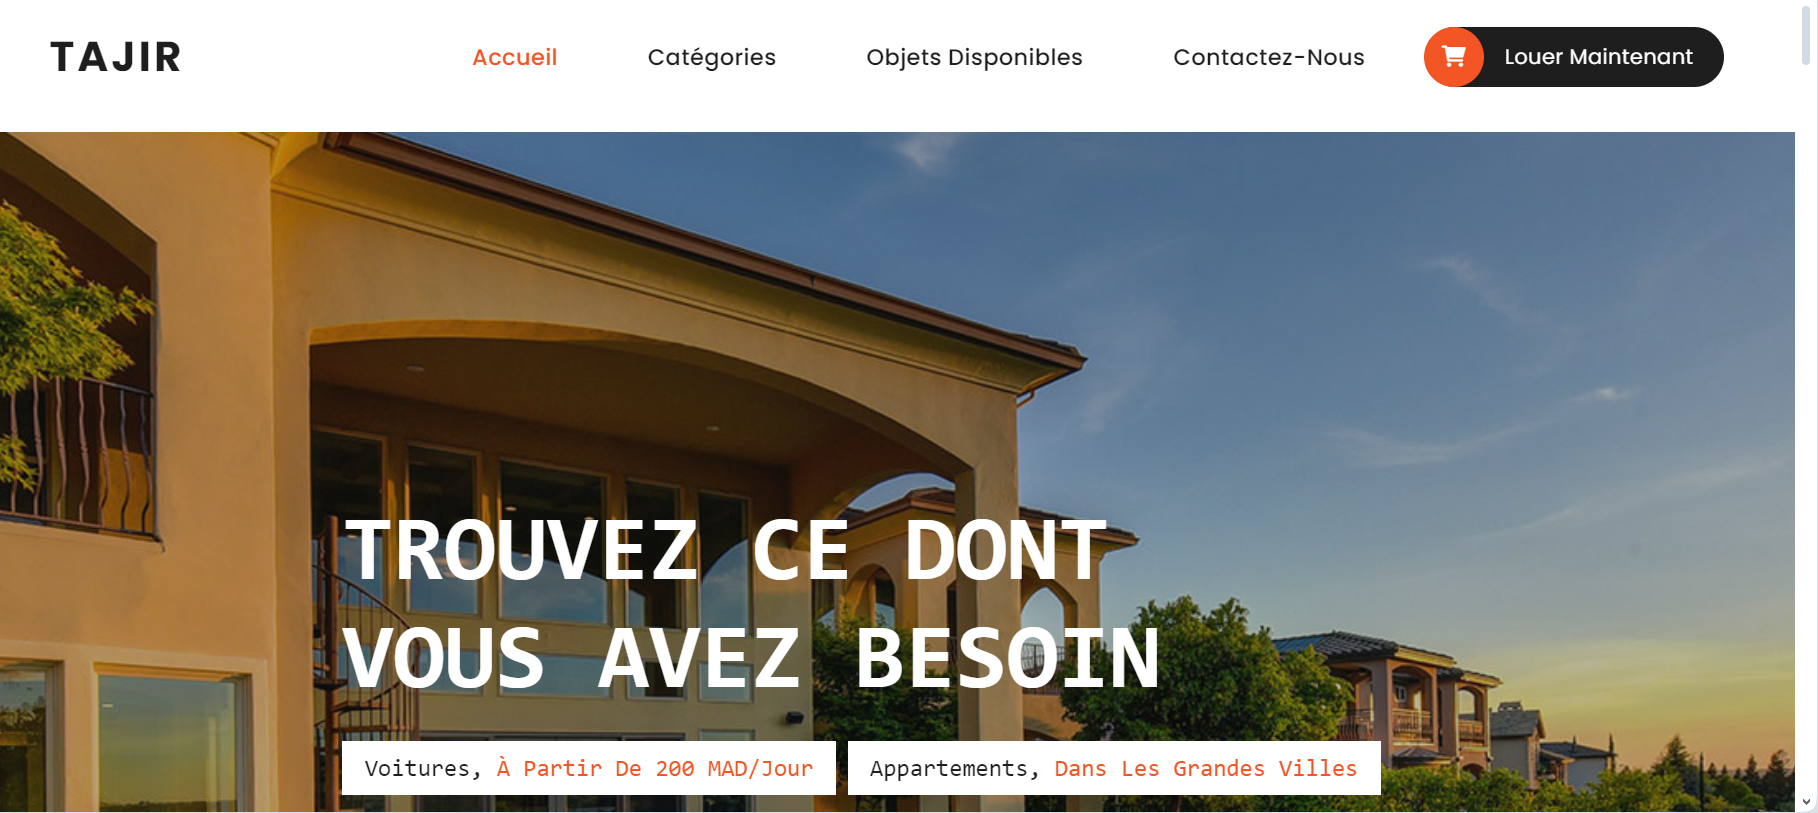 TAJIR
Accueil
Catégories
Objets Disponibles
Contactez-Nous
Louer Maintenant
TROUVEZ CE DONT
VOUS AVEZ BESOIN
Voitures, À Partir De 200 MAD/Jour
Appartements, Dans Les Grandes Villes